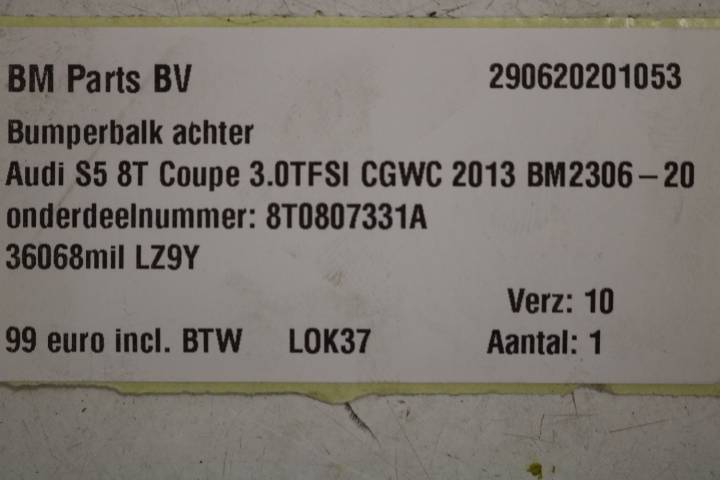 BM Parts BV 290620201053
Bumperbalk achter
Audi S5 8T Coupe 3.0TFSI CGWC 2013 BM2306-20
onderdeelnummer: 8T0807331A
36068mil LZ9Y
Verz: 10
99 euro incl. BTW LOK37 Aantal: 1